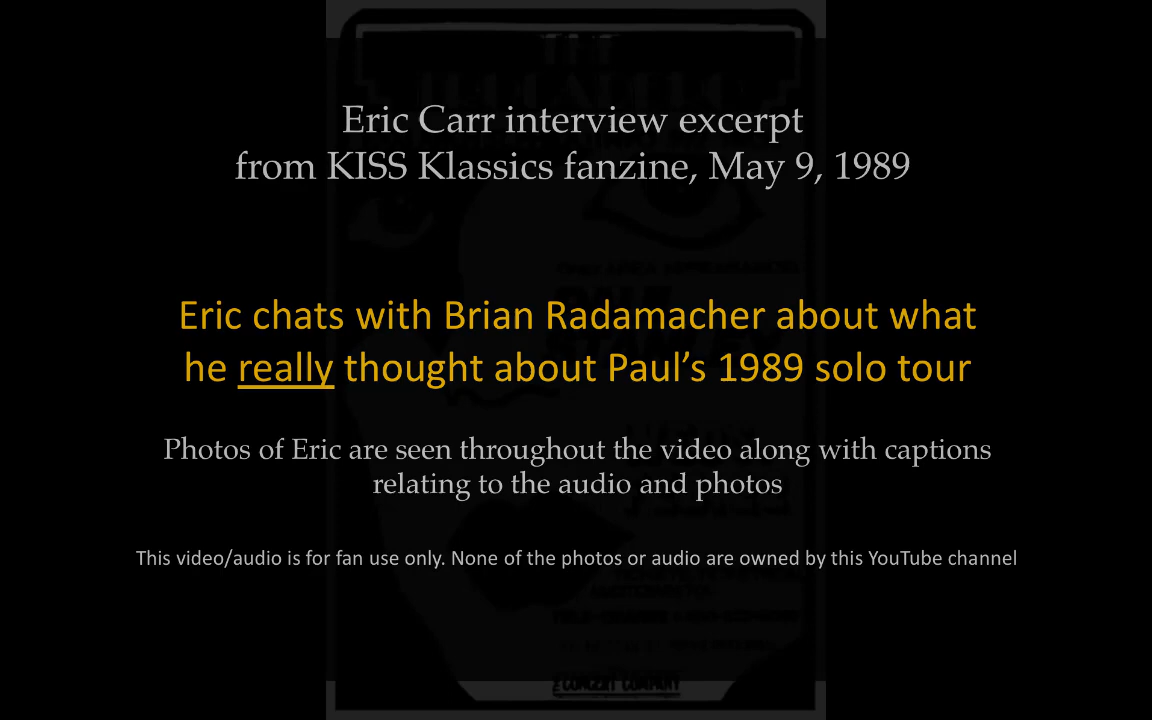 Eric Carr interview excerpt
from KISS Klassics fanzine, May 9, 1989
Eric chats with Brian Radamacher about what
he really thought about Paul’s 1989 solo tour
Photos of Eric are seen throughout the video along with captions
relating to the audio and photos
This video/audio is for fan use only. None of the photos or audio are owned by this YouTube channel